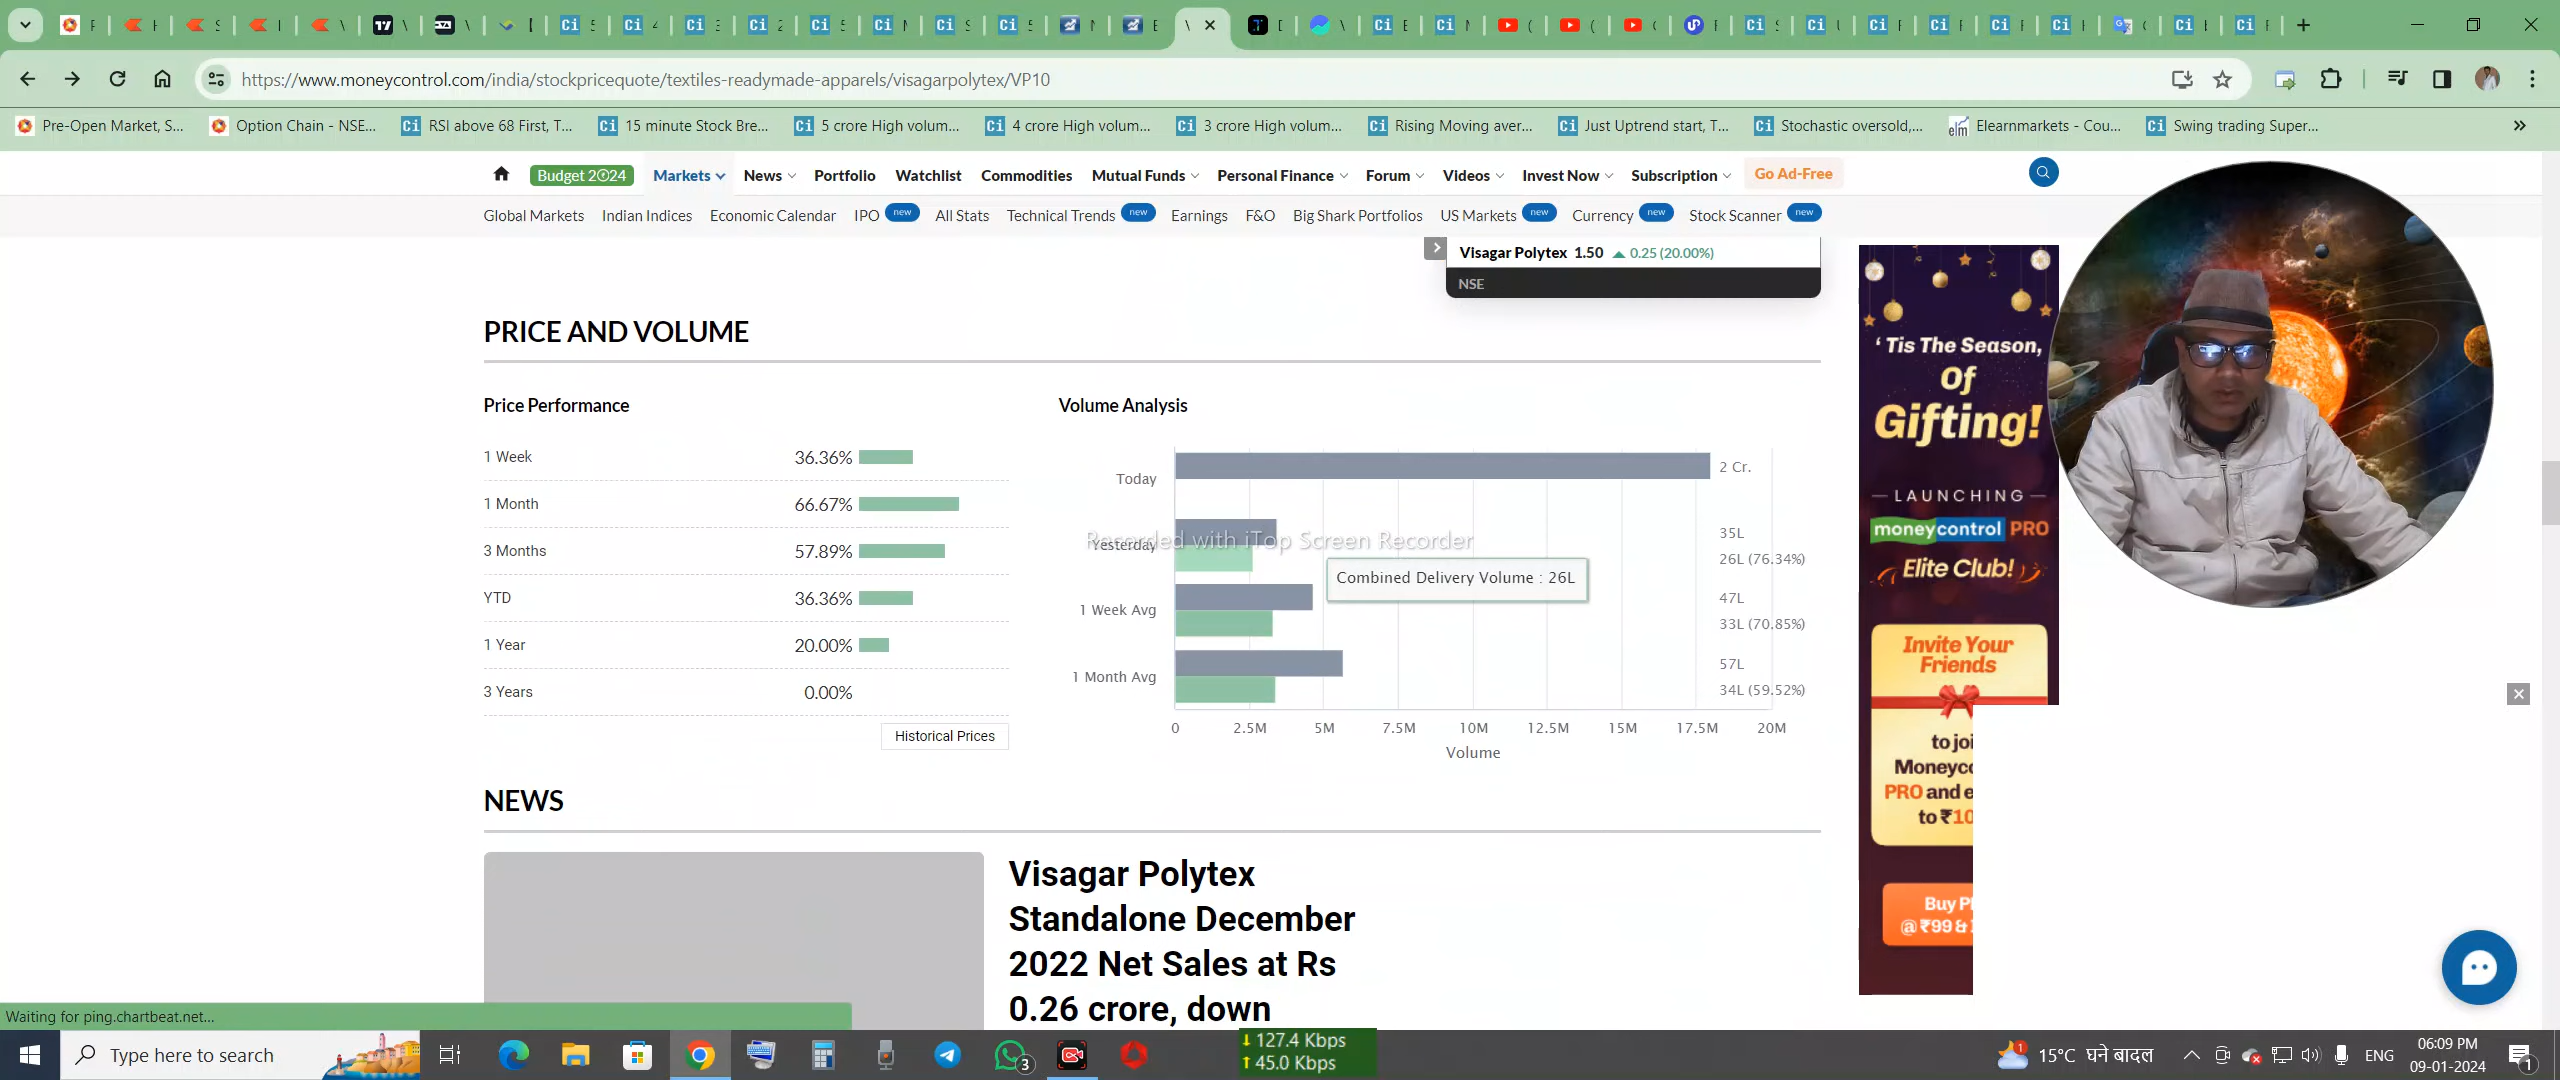 https://www.moneycontrol.com/india/stockpricequote/textiles-readymade-apparels/visagarpolytex/VP10
Pre-Open Market, S...
Option Chain - NSE...
RSI above 68 First, T...
15 minute Stock Bre...
5 crore High volum...
4 crore High volum...
3 crore High volum...
Rising Moving aver...
Just Uptrend start, T...
Stochastic oversold,...
Elearnmarkets - Cou...
Swing trading Super...
Budget 2024
Markets
News
Portfolio
Watchlist
Commodities
Mutual Funds
Personal Finance
Forum
Videos
Invest Now
Subscription
Go Ad-Free
Global Markets
Indian Indices
Economic Calendar
IPO new
All Stats
Technical Trends new
Earnings
F&O
Big Shark Portfolios
US Markets new
Currency new
Stock Scanner new
Visagar Polytex 1.50 0.25 (20.00%)
NSE
PRICE AND VOLUME
Price Performance
1 Week 36.36%
1 Month 66.67%
3 Months 57.89%
YTD 36.36%
1 Year 20.00%
3 Years 0.00%
Historical Prices
Volume Analysis
Today 2 Cr.
Yesterday 35L
26L (76.34%)
Recorded with iTop Screen Recorder
Combined Delivery Volume : 26L
1 Week Avg 47L
33L (70.85%)
1 Month Avg 57L
34L (59.52%)
0 2.5M 5M 7.5M 10M 12.5M 15M 17.5M 20M
Volume
NEWS
Visagar Polytex
Standalone December
2022 Net Sales at Rs
0.26 crore, down
' Tis The Season,
Of
Gifting!
LAUNCHING
moneycontrol PRO
Elite Club!
Invite Your
Friends
to joi
Moneyc
PRO and e
to ₹10
Buy P
@ ₹99 &
Waiting for ping.chartbeat.net...
Type here to search
3
127.4 Kbps
45.0 Kbps
1
15°C घने बादल
ENG
06:09 PM
09-01-2024
1